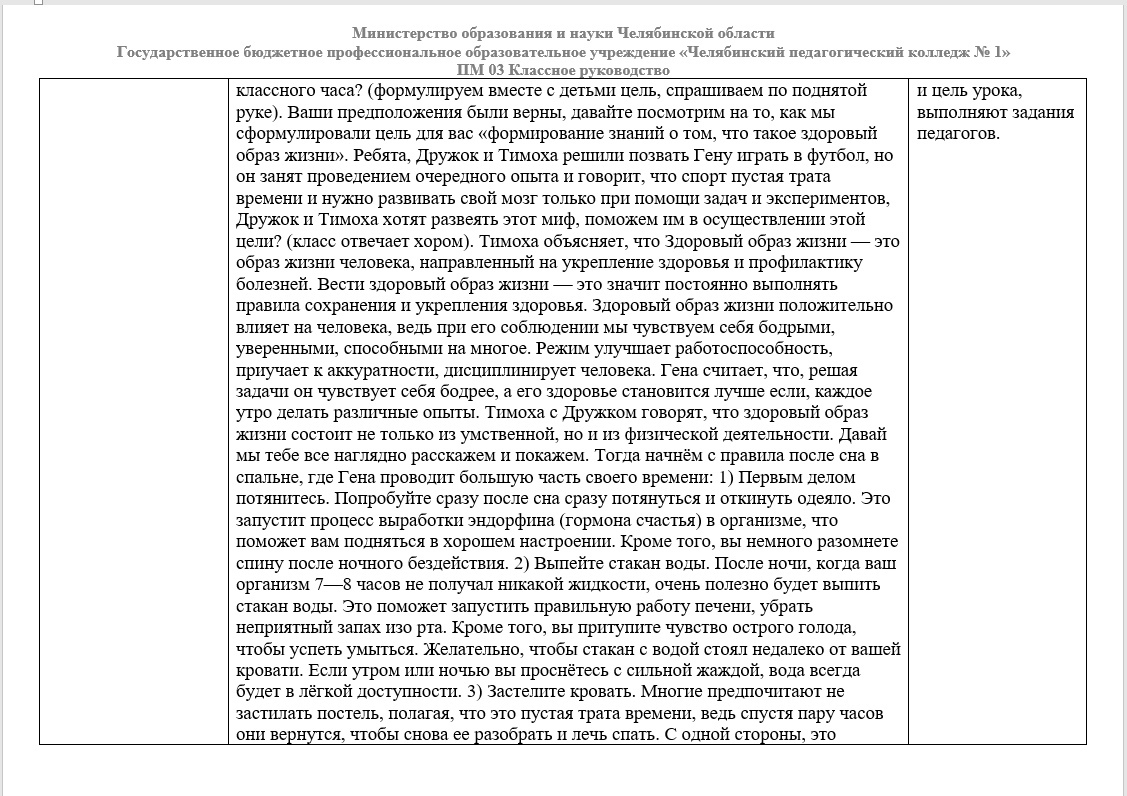 Министерство образования и науки Челябинской области
Государственное бюджетное профессиональное образовательное учреждение «Челябинский педагогический колледж № 1»
ПМ 03 Классное руководство
классного часа? (формулируем вместе с детьми цель, спрашиваем по поднятой
руке). Ваши предположения были верны, давайте посмотрим на то, как мы
сформулировали цель для вас «формирование знаний о том, что такое здоровый
образ жизни». Ребята, Дружок и Тимоха решили позвать Гену играть в футбол, но
он занят проведением очередного опыта и говорит, что спорт пустая трата
времени и нужно развивать свой мозг только при помощи задач и экспериментов,
Дружок и Тимоха хотят развеять этот миф, поможем им в осуществлении этой
цели? (класс отвечает хором). Тимоха объясняет, что Здоровый образ жизни — это
образ жизни человека, направленный на укрепление здоровья и профилактику
болезней. Вести здоровый образ жизни — это значит постоянно выполнять
правила сохранения и укрепления здоровья. Здоровый образ жизни положительно
влияет на человека, ведь при его соблюдении мы чувствуем себя бодрыми,
уверенными, способными на многое. Режим улучшает работоспособность,
приучает к аккуратности, дисциплинирует человека. Гена считает, что, решая
задачи он чувствует себя бодрее, а его здоровье становится лучше если, каждое
утро делать различные опыты. Тимоха с Дружком говорят, что здоровый образ
жизни состоит не только из умственной, но и из физической деятельности. Давай
мы тебе все наглядно расскажем и покажем. Тогда начнём с правила после сна в
спальне, где Гена проводит большую часть своего времени: 1) Первым делом
потянитесь. Попробуйте сразу после сна сразу потянуться и откинуть одеяло. Это
запустит процесс выработки эндорфина (гормона счастья) в организме, что
поможет вам подняться в хорошем настроении. Кроме того, вы немного разомнете
спину после ночного бездействия. 2) Выпейте стакан воды. После ночи, когда ваш
организм 7—8 часов не получал никакой жидкости, очень полезно будет выпить
стакан воды. Это поможет запустить правильную работу печени, убрать
неприятный запах изо рта. Кроме того, вы притупите чувство острого голода,
чтобы успеть умыться. Желательно, чтобы стакан с водой стоял недалеко от вашей
кровати. Если утром или ночью вы проснётесь с сильной жаждой, вода всегда
будет в лёгкой доступности. 3) Застелите кровать. Многие предпочитают не
застилать постель, полагая, что это пустая трата времени, ведь спустя пару часов
они вернутся, чтобы снова ее разобрать и лечь спать. С одной стороны, это
и цель урока,
выполняют задания
педагогов.